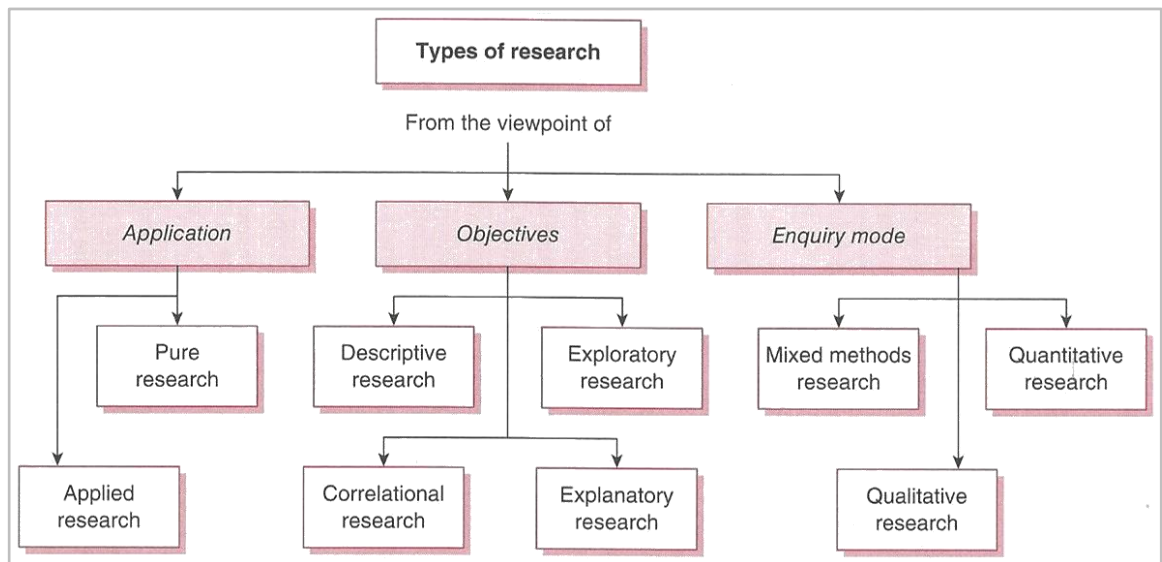 Types of research
From the viewpoint of
Application
Objectives
Enquiry mode
Pure
research
Descriptive
research
Exploratory
research
Mixed methods
research
Quantitative
research
Applied
research
Correlational
research
Explanatory
research
Qualitative
research